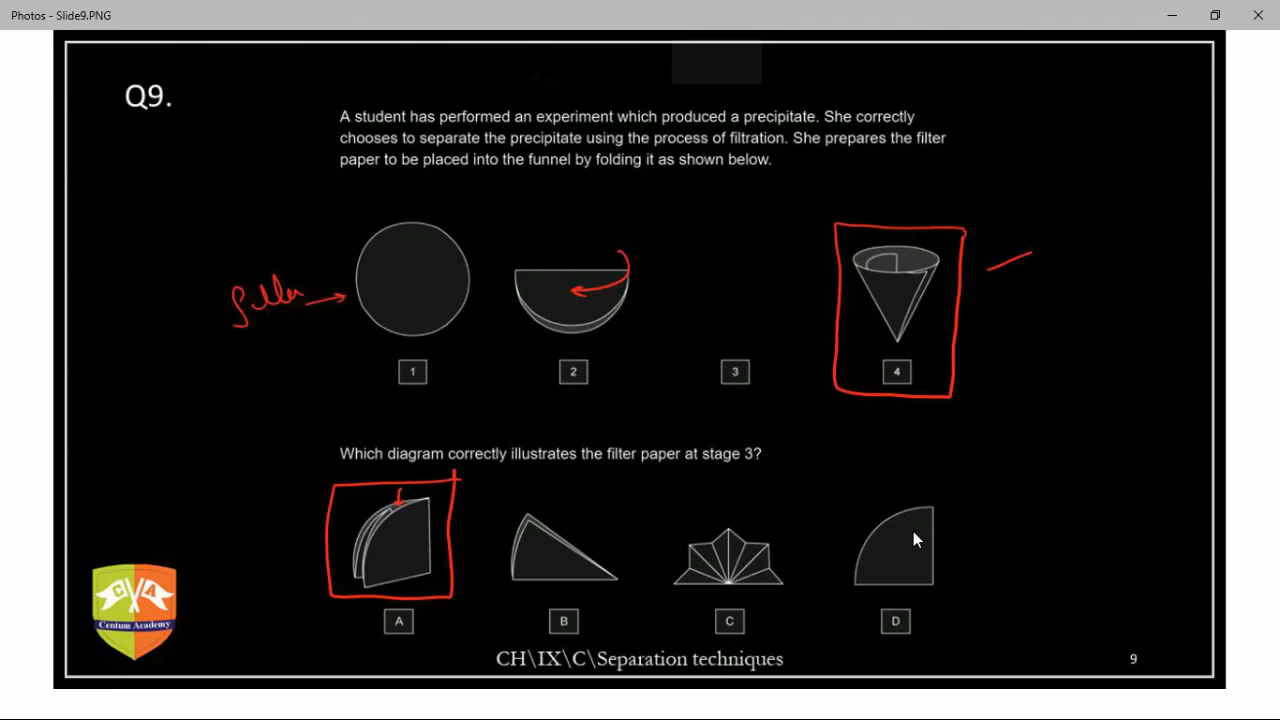 Photos - Slide9.PNG
Q9.
A student has performed an experiment which produced a precipitate. She correctly
chooses to separate the precipitate using the process of filtration. She prepares the filter
paper to be placed into the funnel by folding it as shown below.
1
2
3
4
Which diagram correctly illustrates the filter paper at stage 3?
A
B
C
D
C A
Centum Academy
CH\IX\C\Separation techniques
9